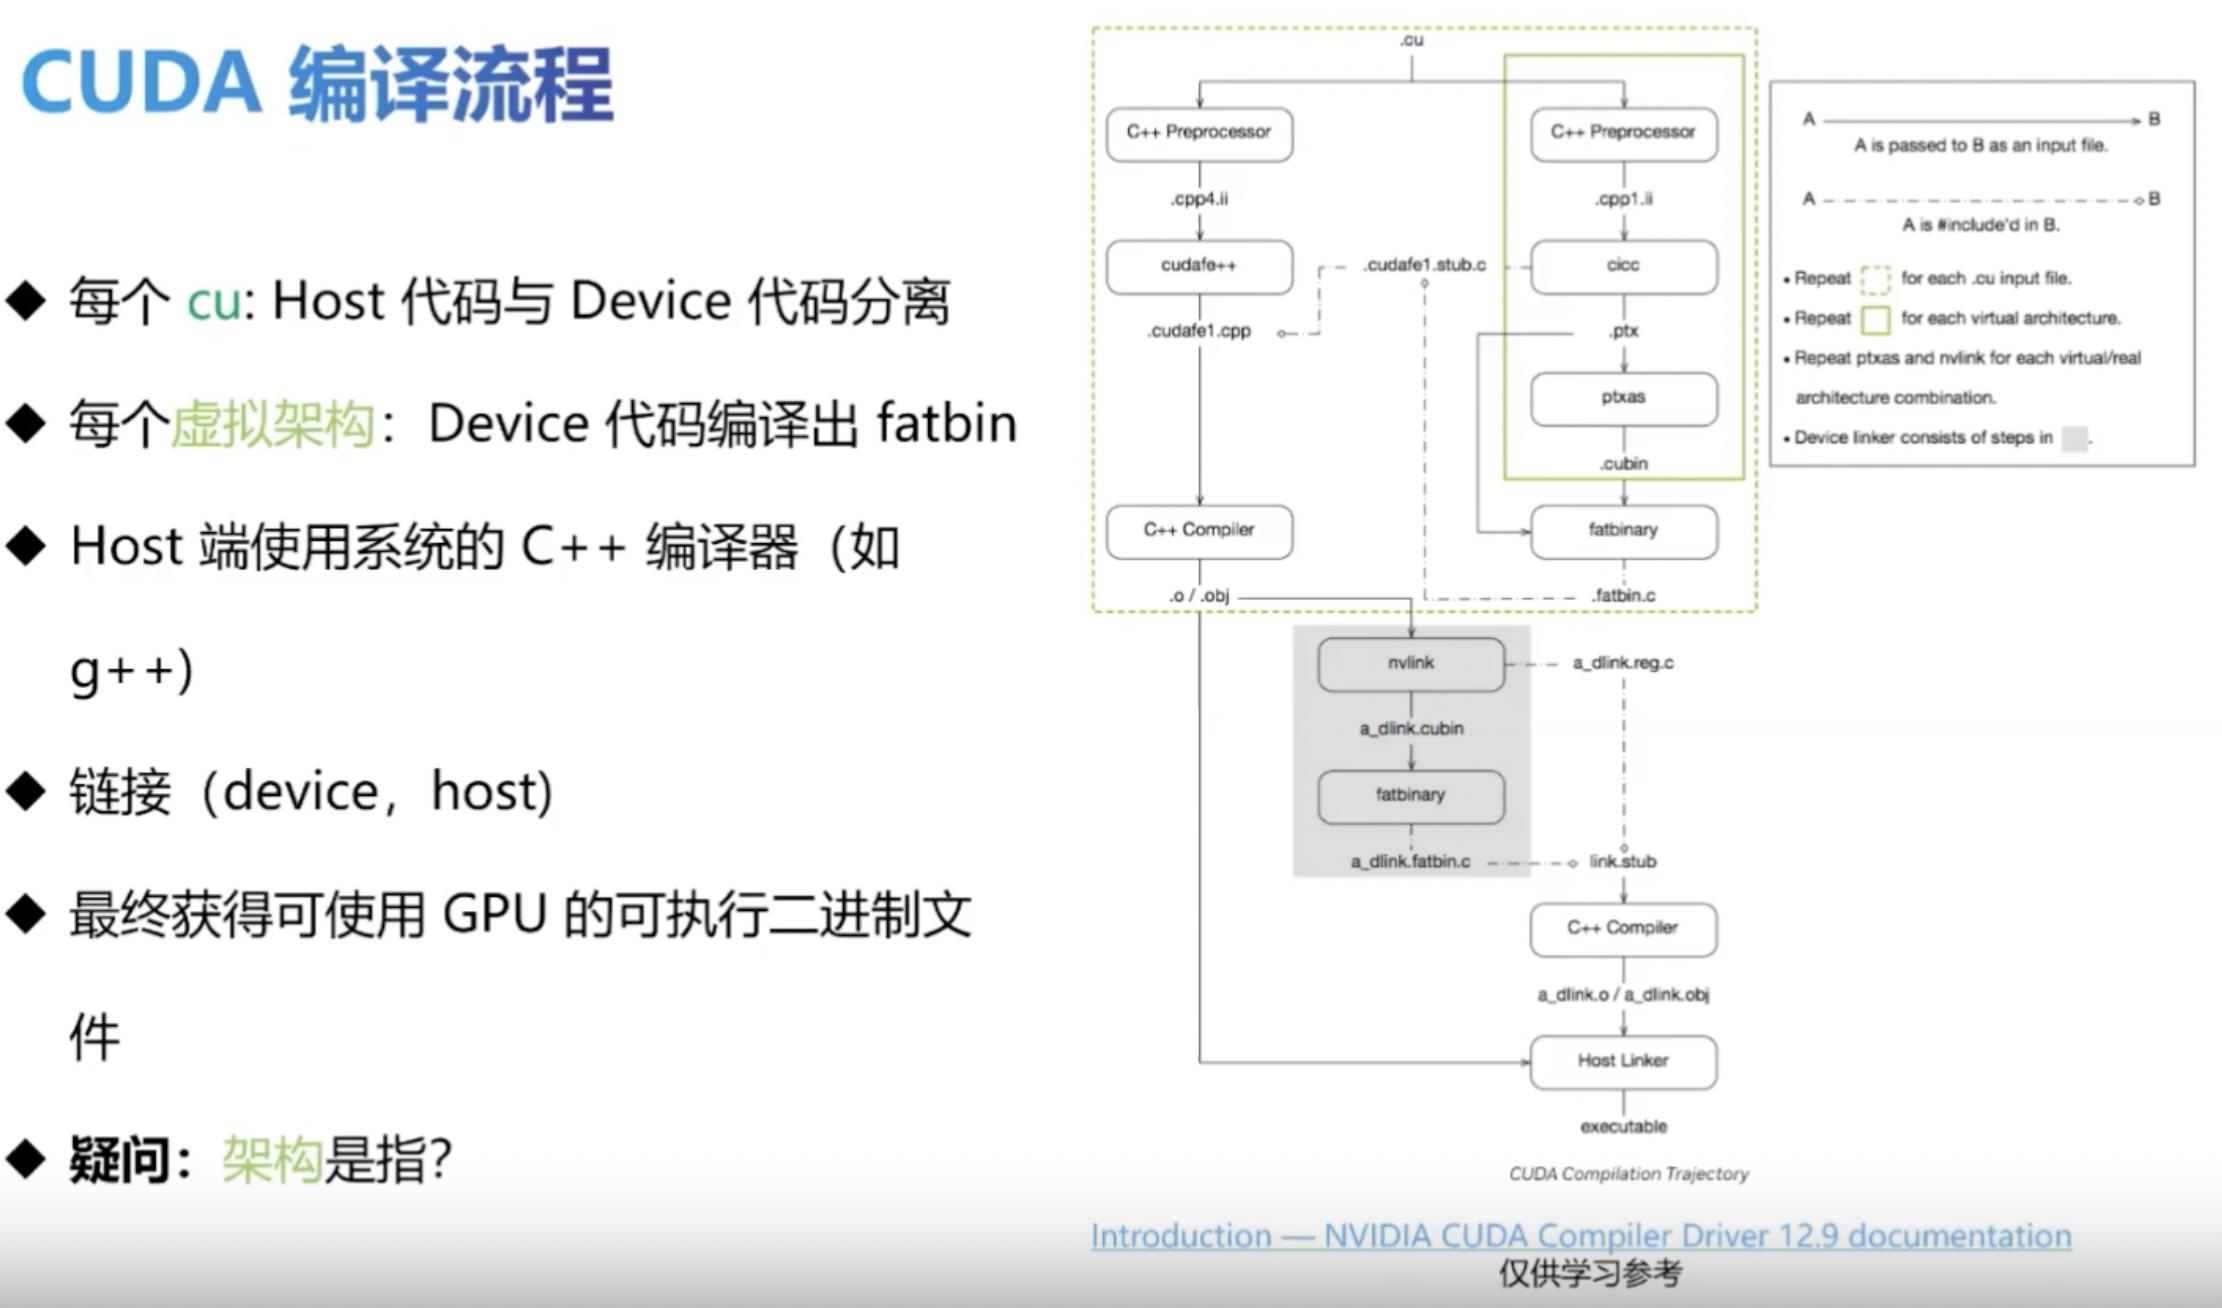 CUDA 编译流程
◆ 每个 cu: Host 代码与 Device 代码分离
◆ 每个虚拟架构：Device 代码编译出 fatbin
◆ Host 端使用系统的 C++ 编译器（如
g++)
◆ 链接（device，host)
◆ 最终获得可使用 GPU 的可执行二进制文
件
◆ 疑问：架构是指？
.cu
C++ Preprocessor
C++ Preprocessor
.cpp4.ii
.cpp1.ii
cudafe++
.cudafe1.stub.c
cicc
.cudafe1.cpp
.ptx
ptxas
.cubin
C++ Compiler
fatbinary
.o / .obj
.fatbin.c
nvlink
a_dlink.reg.c
a_dlink.cubin
fatbinary
a_dlink.fatbin.c
link.stub
C++ Compiler
a_dlink.o / a_dlink.obj
Host Linker
executable
CUDA Compilation Trajectory
A B
A is passed to B as an input file.
A B
A is #include'd in B.
• Repeat for each .cu input file.
• Repeat for each virtual architecture.
• Repeat ptxas and nvlink for each virtual/real
architecture combination.
• Device linker consists of steps in .
Introduction — NVIDIA CUDA Compiler Driver 12.9 documentation
仅供学习参考